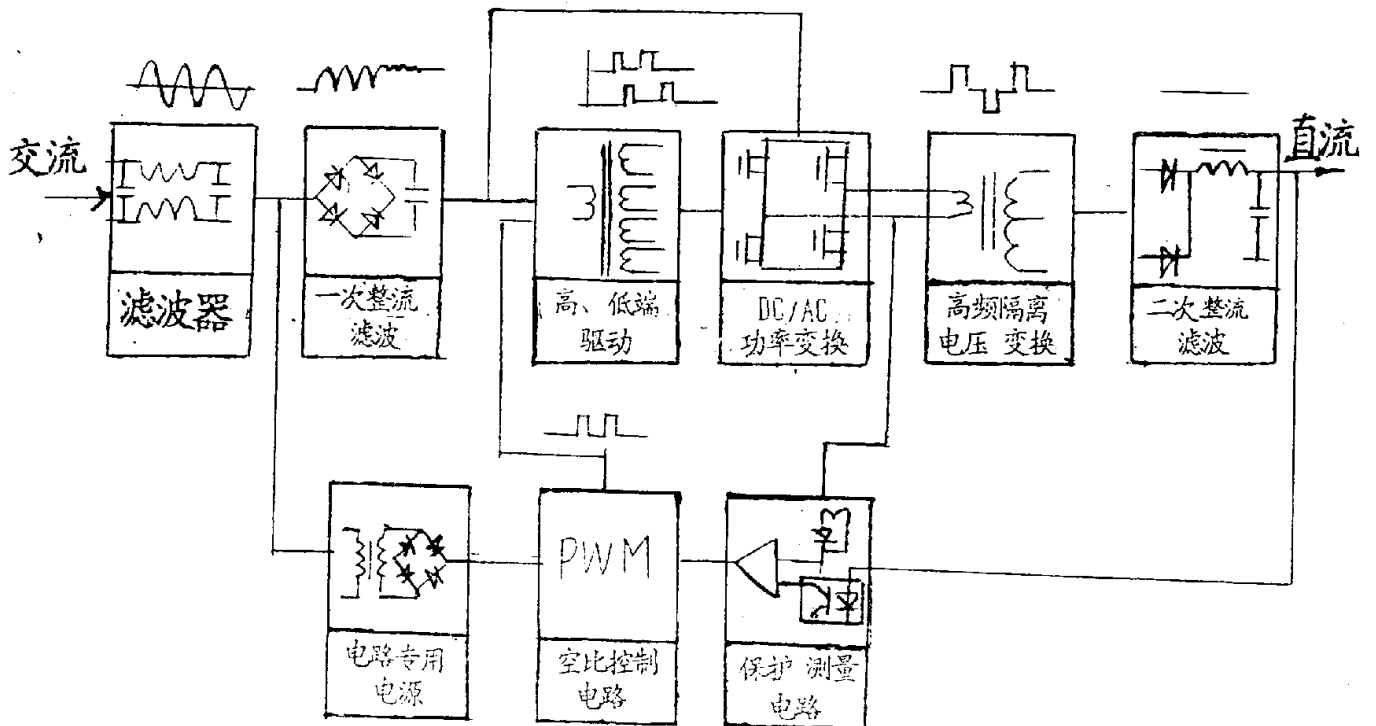 交流
直流
滤波器
一次整流
滤波
高、低端
驱动
DC/AC
功率变换
高频隔离
电压 变换
二次整流
滤波
PWM
电路专用
电源
空比控制
电路
保护 测量
电路